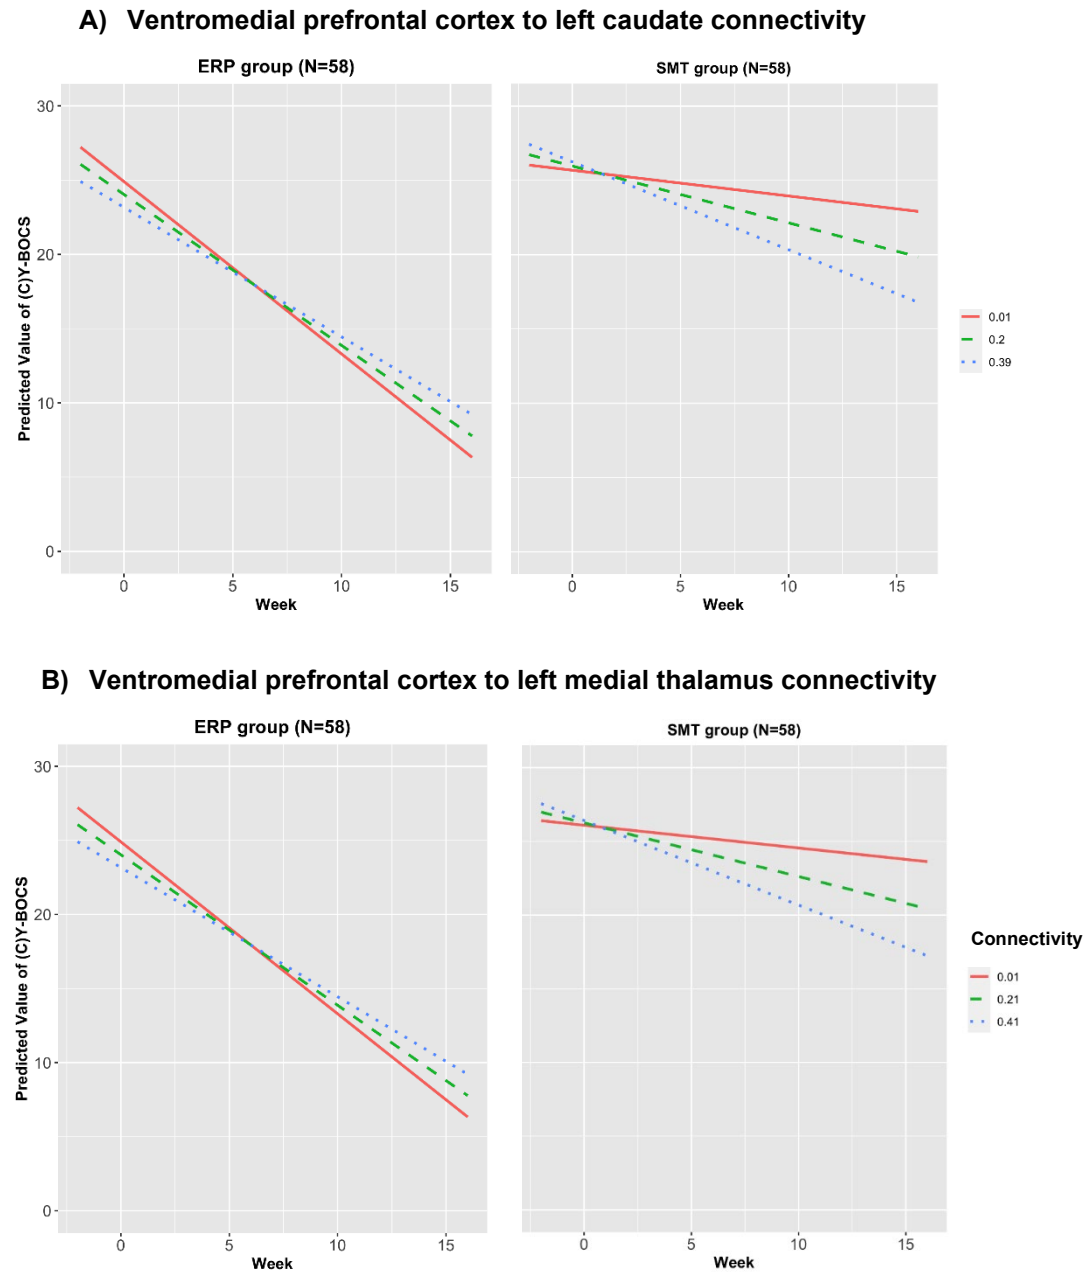 A) Ventromedial prefrontal cortex to left caudate connectivity
ERP group (N=58)
SMT group (N=58)
Predicted Value of (C)Y-BOCS
30
20
10
0
0 5 10 15
Week
0 5 10 15
Week
0.01
0.2
0.39
B) Ventromedial prefrontal cortex to left medial thalamus connectivity
ERP group (N=58)
SMT group (N=58)
Predicted Value of (C)Y-BOCS
30
20
10
0
0 5 10 15
Week
0 5 10 15
Week
Connectivity
0.01
0.21
0.41